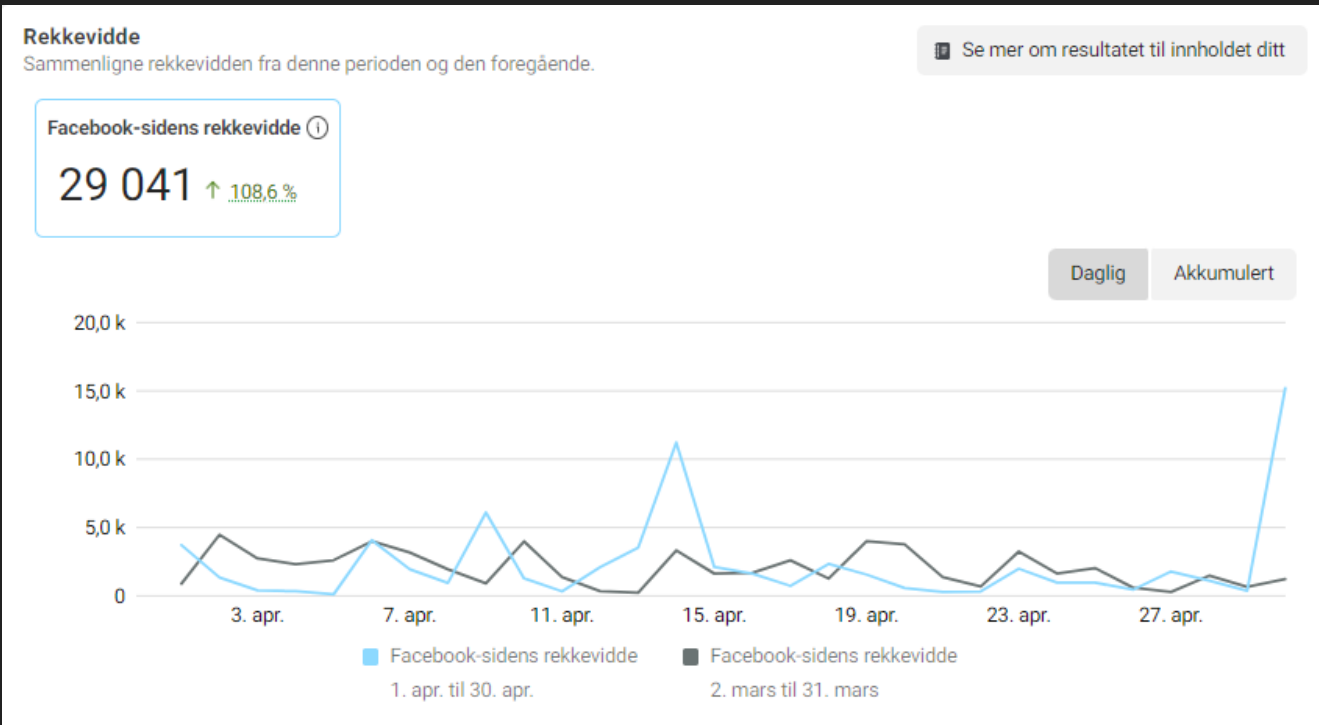 Rekkevidde
Sammenligne rekkevidden fra denne perioden og den foregående.
Se mer om resultatet til innholdet ditt
Facebook-sidens rekkevidde
29 041 ↑ 108,6 %
Daglig Akkumulert
20,0 k
15,0 k
10,0 k
5,0 k
0
3. apr. 7. apr. 11. apr. 15. apr. 19. apr. 23. apr. 27. apr.
Facebook-sidens rekkevidde Facebook-sidens rekkevidde
1. apr. til 30. apr. 2. mars til 31. mars